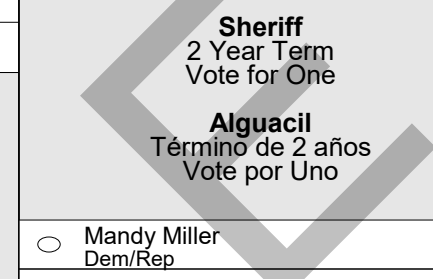 Sheriff
2 Year Term
Vote for One
Alguacil
Término de 2 años
Vote por Uno
Mandy Miller
Dem/Rep